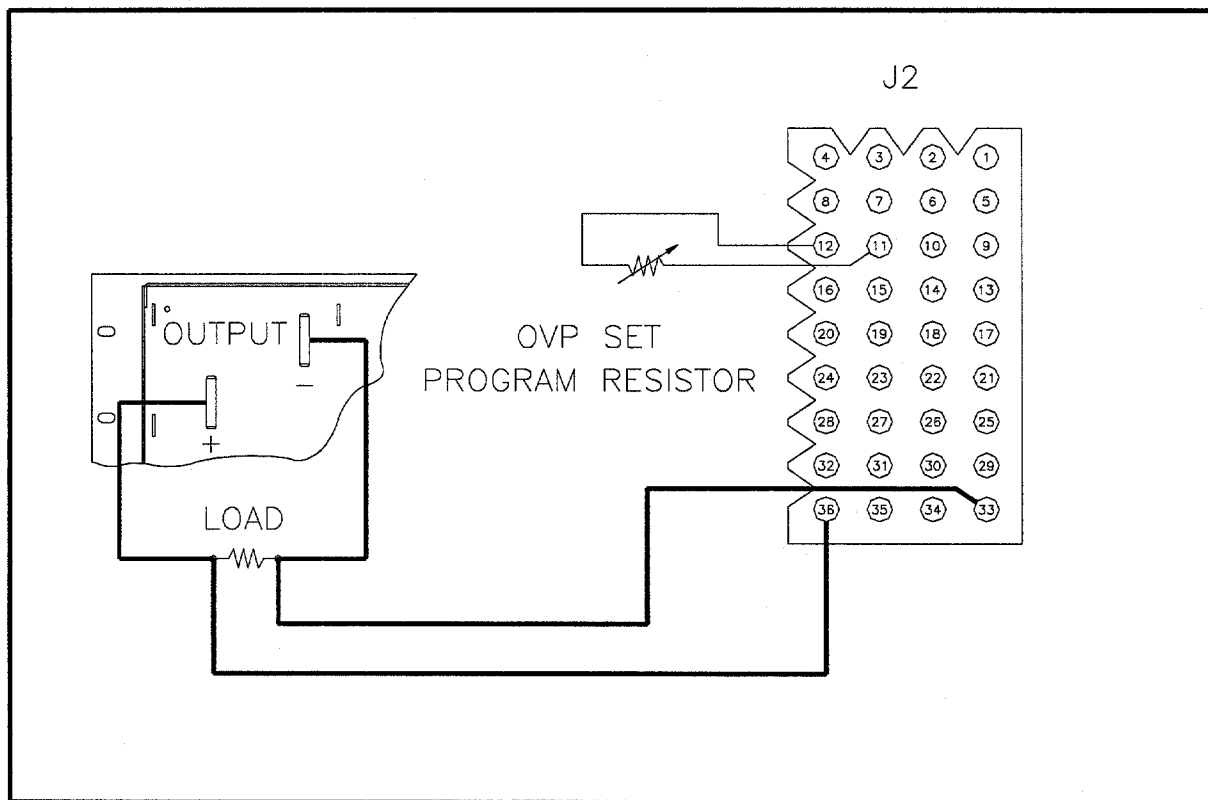 J2
4 3 2 1
8 7 6 5
12 11 10 9
16 15 14 13
OUTPUT
OVP SET
20 19 18 17
−
PROGRAM RESISTOR
24 23 22 21
+
28 27 26 25
32 31 30 29
LOAD
36 35 34 33